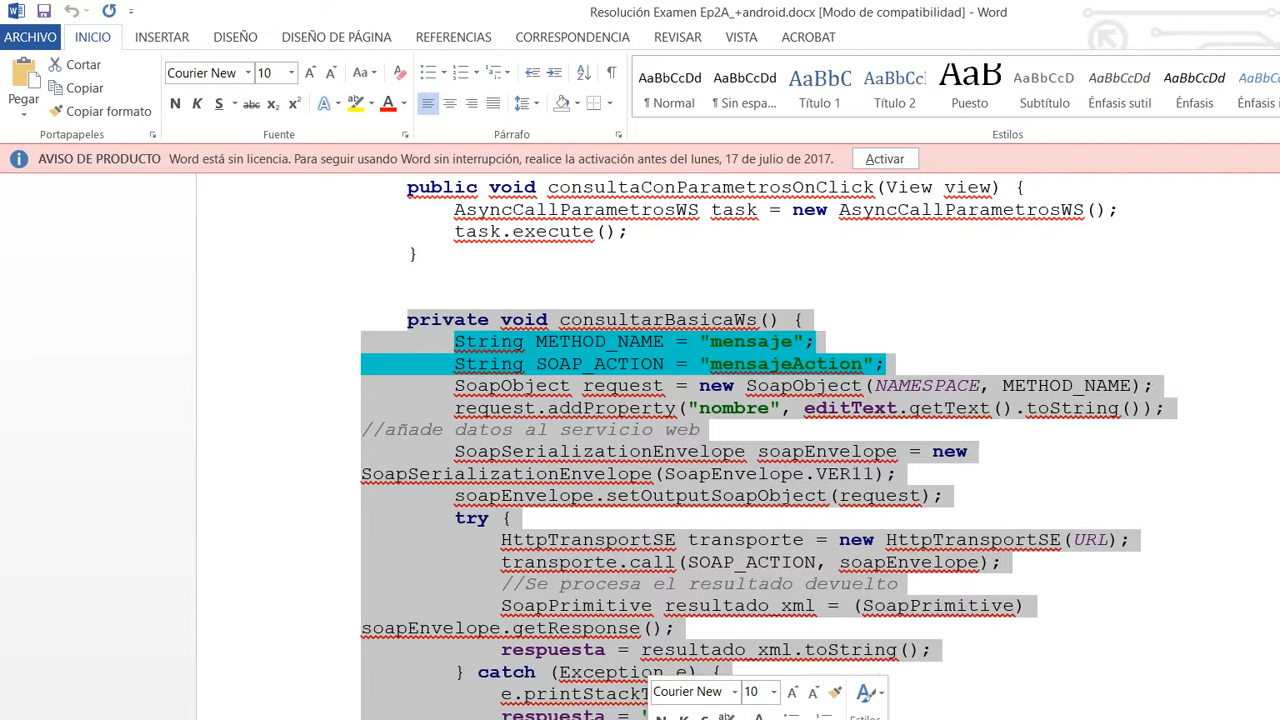 Resolución Examen Ep2A_+android.docx [Modo de compatibilidad] - Word
ARCHIVO INICIO INSERTAR DISEÑO DISEÑO DE PÁGINA REFERENCIAS CORRESPONDENCIA REVISAR VISTA ACROBAT
Pegar
Cortar
Copiar
Copiar formato
Portapapeles
Courier New 10
N K S abc x₂ x²
Fuente
Párrafo
AaBbCcDd AaBbCcDd AaBbC AaBbCc AaB AaBbCcDd AaBbCcDd AaBbCcDd AaBbCcD
¶ Normal ¶ Sin espa... Título 1 Título 2 Puesto Subtítulo Énfasis sutil Énfasis Énfasis i
Estilos
AVISO DE PRODUCTO Word está sin licencia. Para seguir usando Word sin interrupción, realice la activación antes del lunes, 17 de julio de 2017. Activar
public void consultaConParametrosOnClick(View view) {
AsyncCallParametrosWS task = new AsyncCallParametrosWS();
task.execute();
}
private void consultarBasicaWs() {
String METHOD_NAME = "mensaje";
String SOAP_ACTION = "mensajeAction";
SoapObject request = new SoapObject(NAMESPACE, METHOD_NAME);
request.addProperty("nombre", editText.getText().toString());
//añade datos al servicio web
SoapSerializationEnvelope soapEnvelope = new
SoapSerializationEnvelope(SoapEnvelope.VER11);
soapEnvelope.setOutputSoapObject(request);
try {
HttpTransportSE transporte = new HttpTransportSE(URL);
transporte.call(SOAP_ACTION, soapEnvelope);
//Se procesa el resultado devuelto
SoapPrimitive resultado_xml = (SoapPrimitive)
soapEnvelope.getResponse();
respuesta = resultado_xml.toString();
} catch (Exception e) {
e.printStackT
respuesta =
Courier New 10